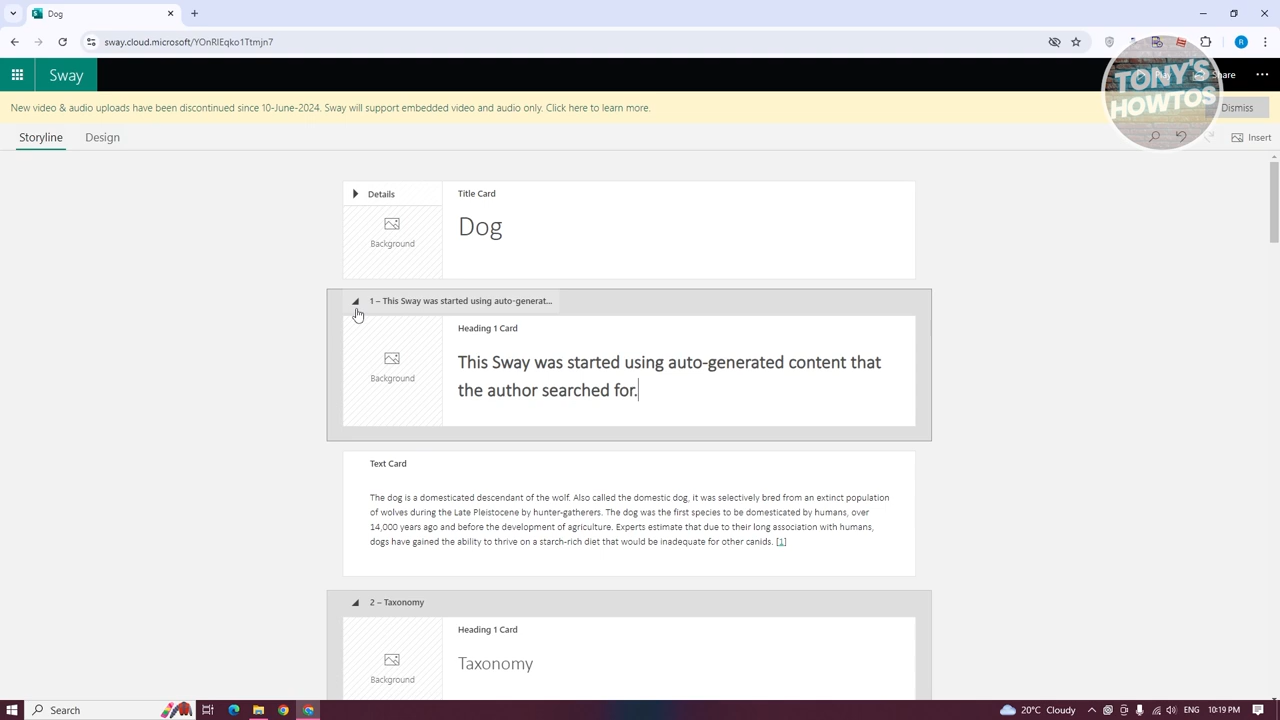 Dog
sway.cloud.microsoft/YOnRlEqko1Ttmjn7
R
Sway
Play
Share
TONY'S
HOWTOS
New video & audio uploads have been discontinued since 10-June-2024. Sway will support embedded video and audio only. Click here to learn more.
Dismiss
Storyline
Design
Insert
Details
Title Card
Background
Dog
1 – This Sway was started using auto-generat...
Heading 1 Card
Background
This Sway was started using auto-generated content that
the author searched for.
Text Card
The dog is a domesticated descendant of the wolf. Also called the domestic dog, it was selectively bred from an extinct population
of wolves during the Late Pleistocene by hunter-gatherers. The dog was the first species to be domesticated by humans, over
14,000 years ago and before the development of agriculture. Experts estimate that due to their long association with humans,
dogs have gained the ability to thrive on a starch-rich diet that would be inadequate for other canids. [1]
2 – Taxonomy
Heading 1 Card
Background
Taxonomy
Search
20°C Cloudy
10:19 PM